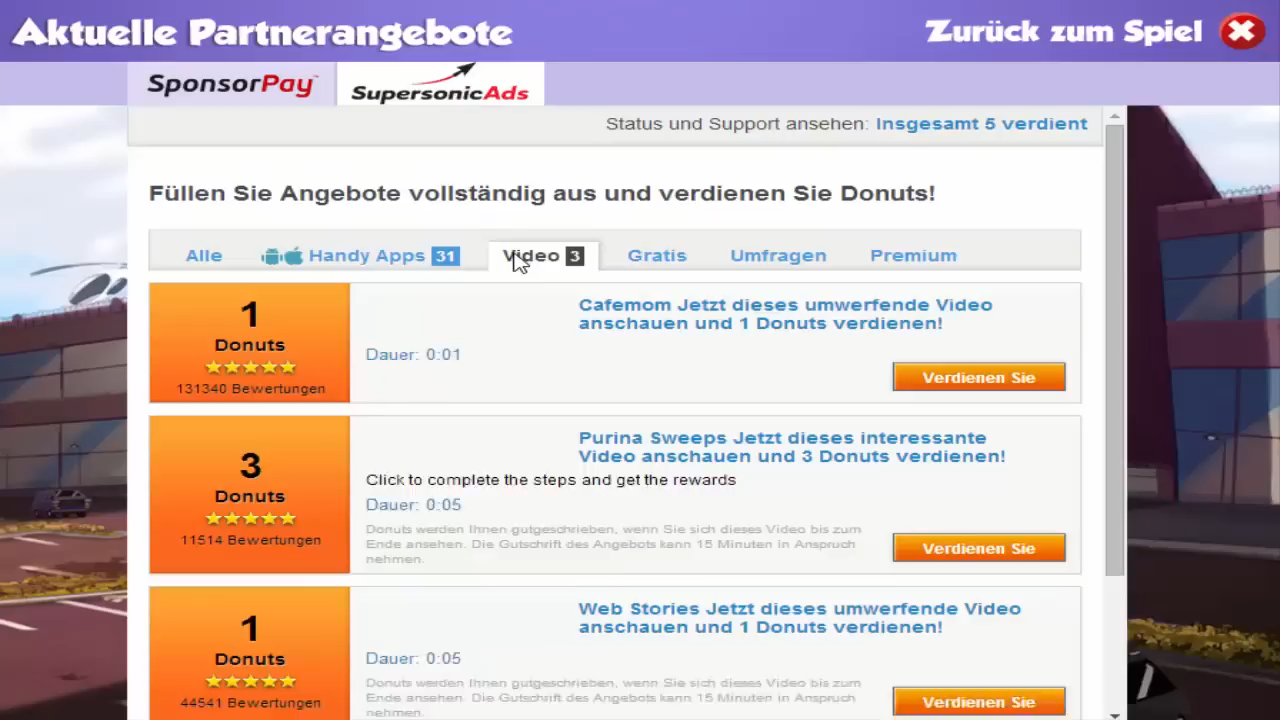 Aktuelle Partnerangebote
Zurück zum Spiel
SponsorPay™
SupersonicAds
Status und Support ansehen: Insgesamt 5 verdient
Füllen Sie Angebote vollständig aus und verdienen Sie Donuts!
Alle Handy Apps 31 Video 3 Gratis Umfragen Premium
1
Donuts
131340 Bewertungen
Cafemom Jetzt dieses umwerfende Video
anschauen und 1 Donuts verdienen!
Dauer: 0:01
Verdienen Sie
3
Donuts
11514 Bewertungen
Purina Sweeps Jetzt dieses interessante
Video anschauen und 3 Donuts verdienen!
Click to complete the steps and get the rewards
Dauer: 0:05
Donuts werden Ihnen gutgeschrieben, wenn Sie sich dieses Video bis zum
Ende ansehen. Die Gutschrift des Angebots kann 15 Minuten in Anspruch
nehmen.
Verdienen Sie
1
Donuts
44541 Bewertungen
Web Stories Jetzt dieses umwerfende Video
anschauen und 1 Donuts verdienen!
Dauer: 0:05
Donuts werden Ihnen gutgeschrieben, wenn Sie sich dieses Video bis zum
Ende ansehen. Die Gutschrift des Angebots kann 15 Minuten in Anspruch
nehmen.
Verdienen Sie